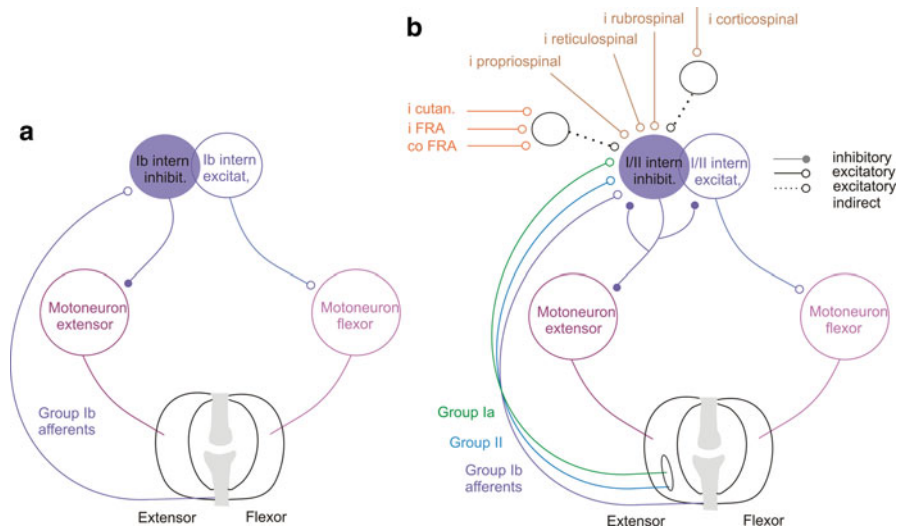 a
Ib intern
inhibit.
Ib intern
excitat,
Motoneuron
extensor
Motoneuron
flexor
Group Ib
afferents
Extensor
Flexor
b
i corticospinal
i rubrospinal
i reticulospinal
i propriospinal
i cutan.
i FRA
co FRA
I/II intern
inhibit.
I/II intern
excitat,
inhibitory
excitatory
excitatory
indirect
Motoneuron
extensor
Motoneuron
flexor
Group Ia
Group II
Group Ib
afferents
Extensor
Flexor